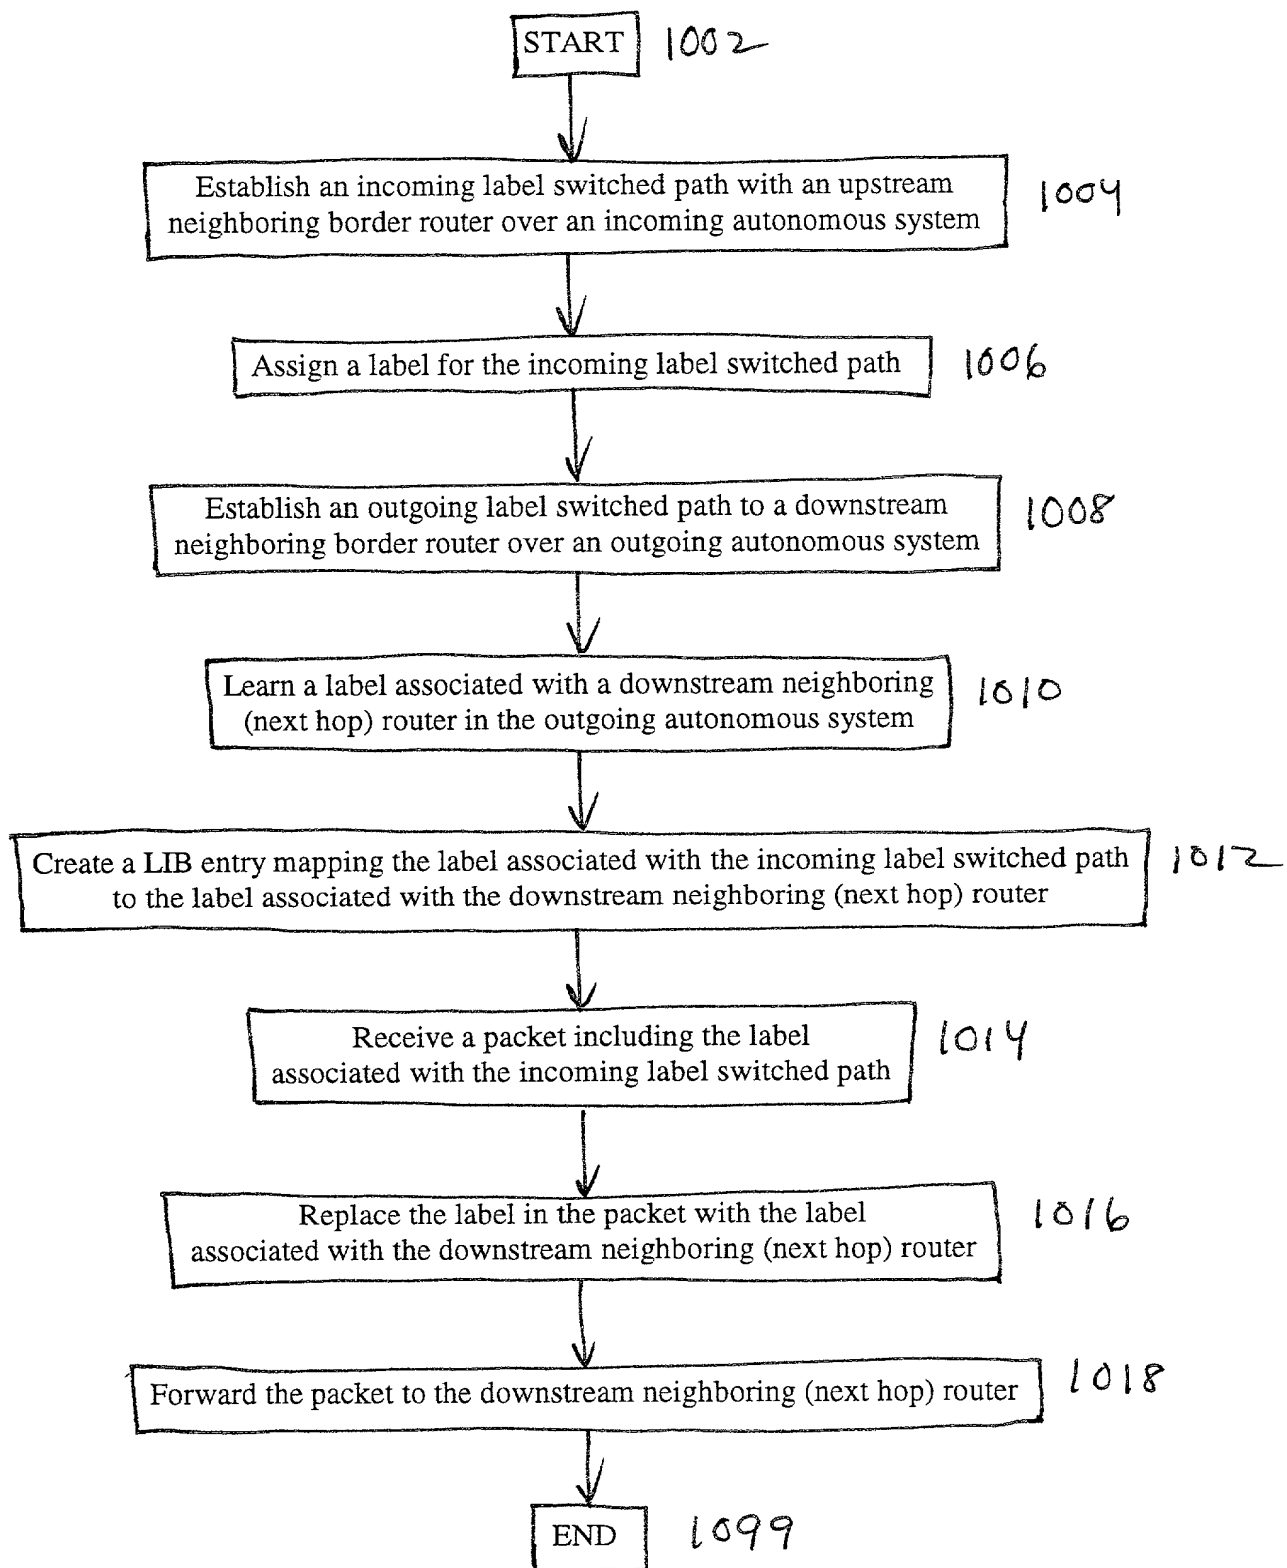 START 1002
Establish an incoming label switched path with an upstream
neighboring border router over an incoming autonomous system
1004
Assign a label for the incoming label switched path 1006
Establish an outgoing label switched path to a downstream
neighboring border router over an outgoing autonomous system
1008
Learn a label associated with a downstream neighboring
(next hop) router in the outgoing autonomous system
1010
Create a LIB entry mapping the label associated with the incoming label switched path
to the label associated with the downstream neighboring (next hop) router
1012
Receive a packet including the label
associated with the incoming label switched path
1014
Replace the label in the packet with the label
associated with the downstream neighboring (next hop) router
1016
Forward the packet to the downstream neighboring (next hop) router 1018
END 1099